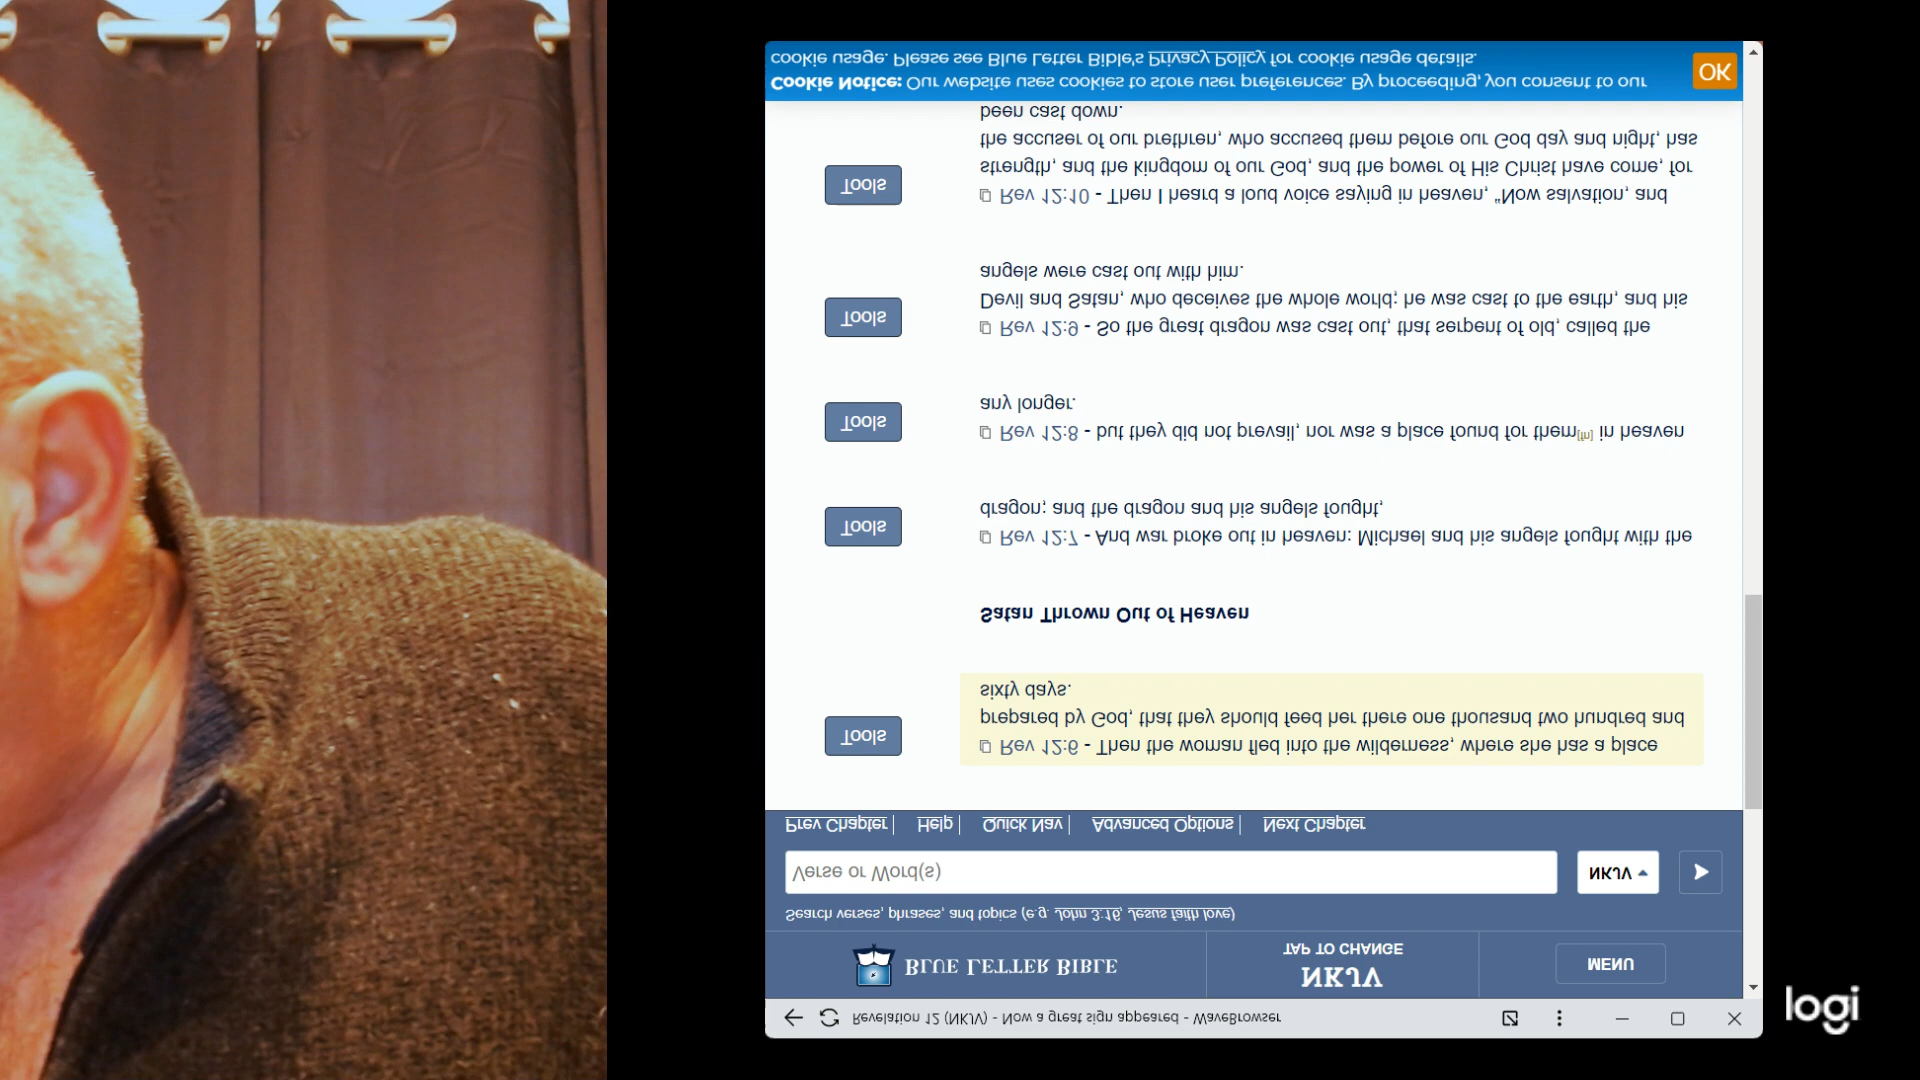 Revelation 12 (NKJV) - Now a great sign appeared - WaveBrowser
BLUE LETTER BIBLE
NKJV
TAP TO CHANGE
MENU
Search verses, phrases, and topics (e.g. John 3:16, Jesus faith love)
Verse or Word(s)
NKJV
Prev Chapter | Help | Quick Nav | Advanced Options | Next Chapter
Tools
Rev 12:6 - Then the woman fled into the wilderness, where she has a place
prepared by God, that they should feed her there one thousand two hundred and
sixty days.
Satan Thrown Out of Heaven
Tools
Rev 12:7 - And war broke out in heaven: Michael and his angels fought with the
dragon; and the dragon and his angels fought,
Tools
Rev 12:8 - but they did not prevail, nor was a place found for them[fn] in heaven
any longer.
Tools
Rev 12:9 - So the great dragon was cast out, that serpent of old, called the
Devil and Satan, who deceives the whole world; he was cast to the earth, and his
angels were cast out with him.
Tools
Rev 12:10 - Then I heard a loud voice saying in heaven, "Now salvation, and
strength, and the kingdom of our God, and the power of His Christ have come, for
the accuser of our brethren, who accused them before our God day and night, has
been cast down.
Cookie Notice: Our website uses cookies to store user preferences. By proceeding, you consent to our
cookie usage. Please see Blue Letter Bible's Privacy Policy for cookie usage details.
OK
logi